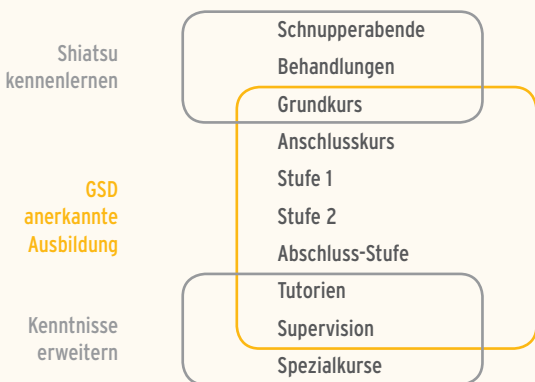 Shiatsu
kennenlernen
Schnupperabende
Behandlungen
Grundkurs
Anschlusskurs
GSD
anerkannte
Ausbildung
Stufe 1
Stufe 2
Abschluss-Stufe
Tutorien
Kenntnisse
erweitern
Supervision
Spezialkurse